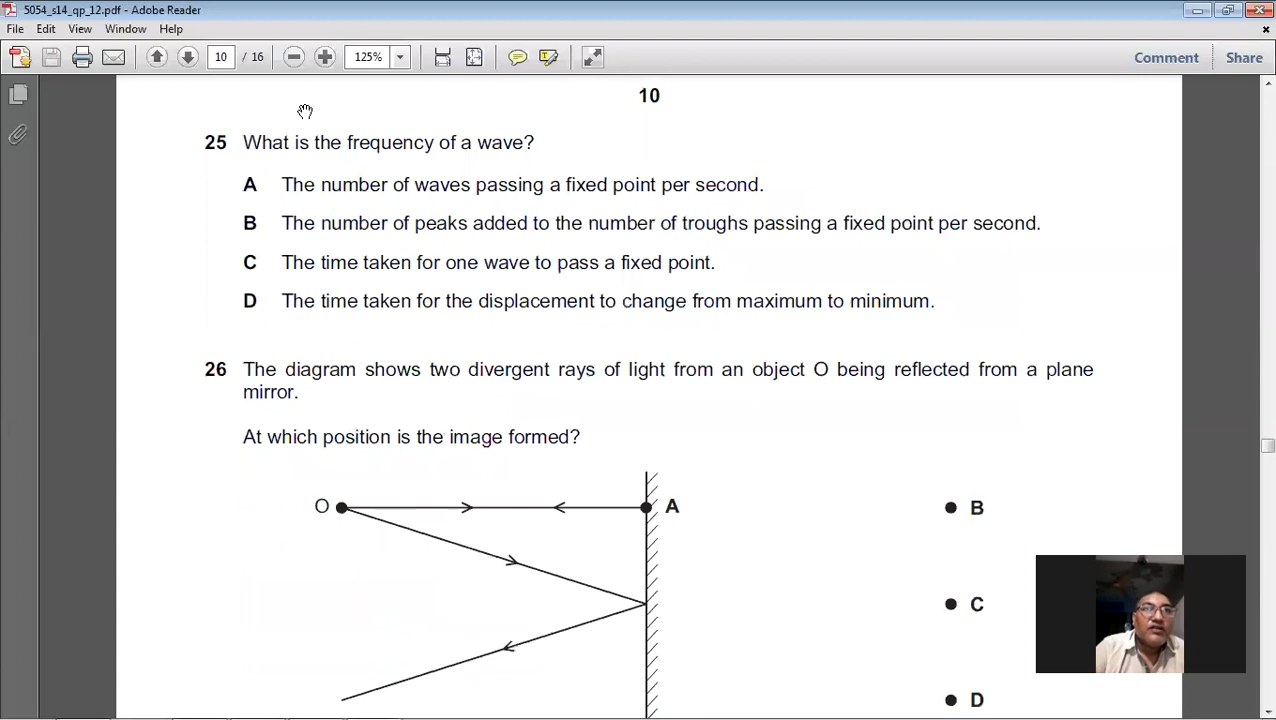 5054_s14_qp_12.pdf - Adobe Reader
File Edit View Window Help
10 / 16 125% Comment Share
10
25 What is the frequency of a wave?
A The number of waves passing a fixed point per second.
B The number of peaks added to the number of troughs passing a fixed point per second.
C The time taken for one wave to pass a fixed point.
D The time taken for the displacement to change from maximum to minimum.
26 The diagram shows two divergent rays of light from an object O being reflected from a plane
mirror.
At which position is the image formed?
O A B
C
D